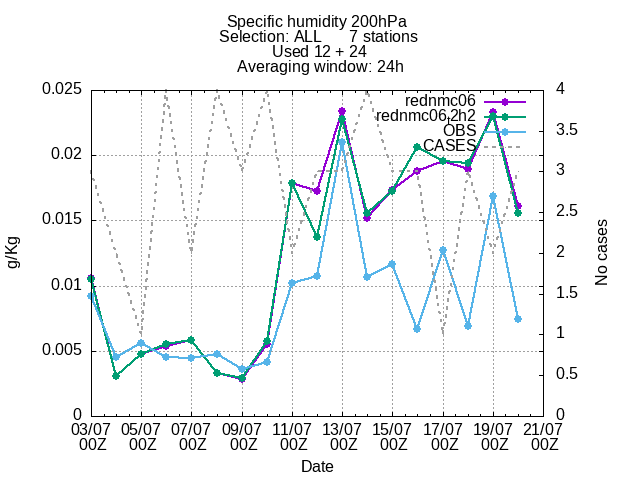 Specific humidity 200hPa
Selection: ALL 7 stations
Used 12 + 24
Averaging window: 24h
rednmc06
rednmc06,2h2
OBS
CASES
0.025
0.02
0.015
0.01
0.005
0
g/Kg
4
3.5
3
2.5
2
1.5
1
0.5
0
No cases
03/07 05/07 07/07 09/07 11/07 13/07 15/07 17/07 19/07 21/07
00Z 00Z 00Z 00Z 00Z 00Z 00Z 00Z 00Z 00Z
Date